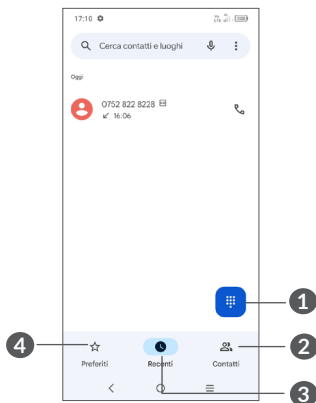 17:10
Cerca contatti e luoghi
Oggi
0752 822 8228
16:06
1
4
2
Preferiti
Recenti
Contatti
3